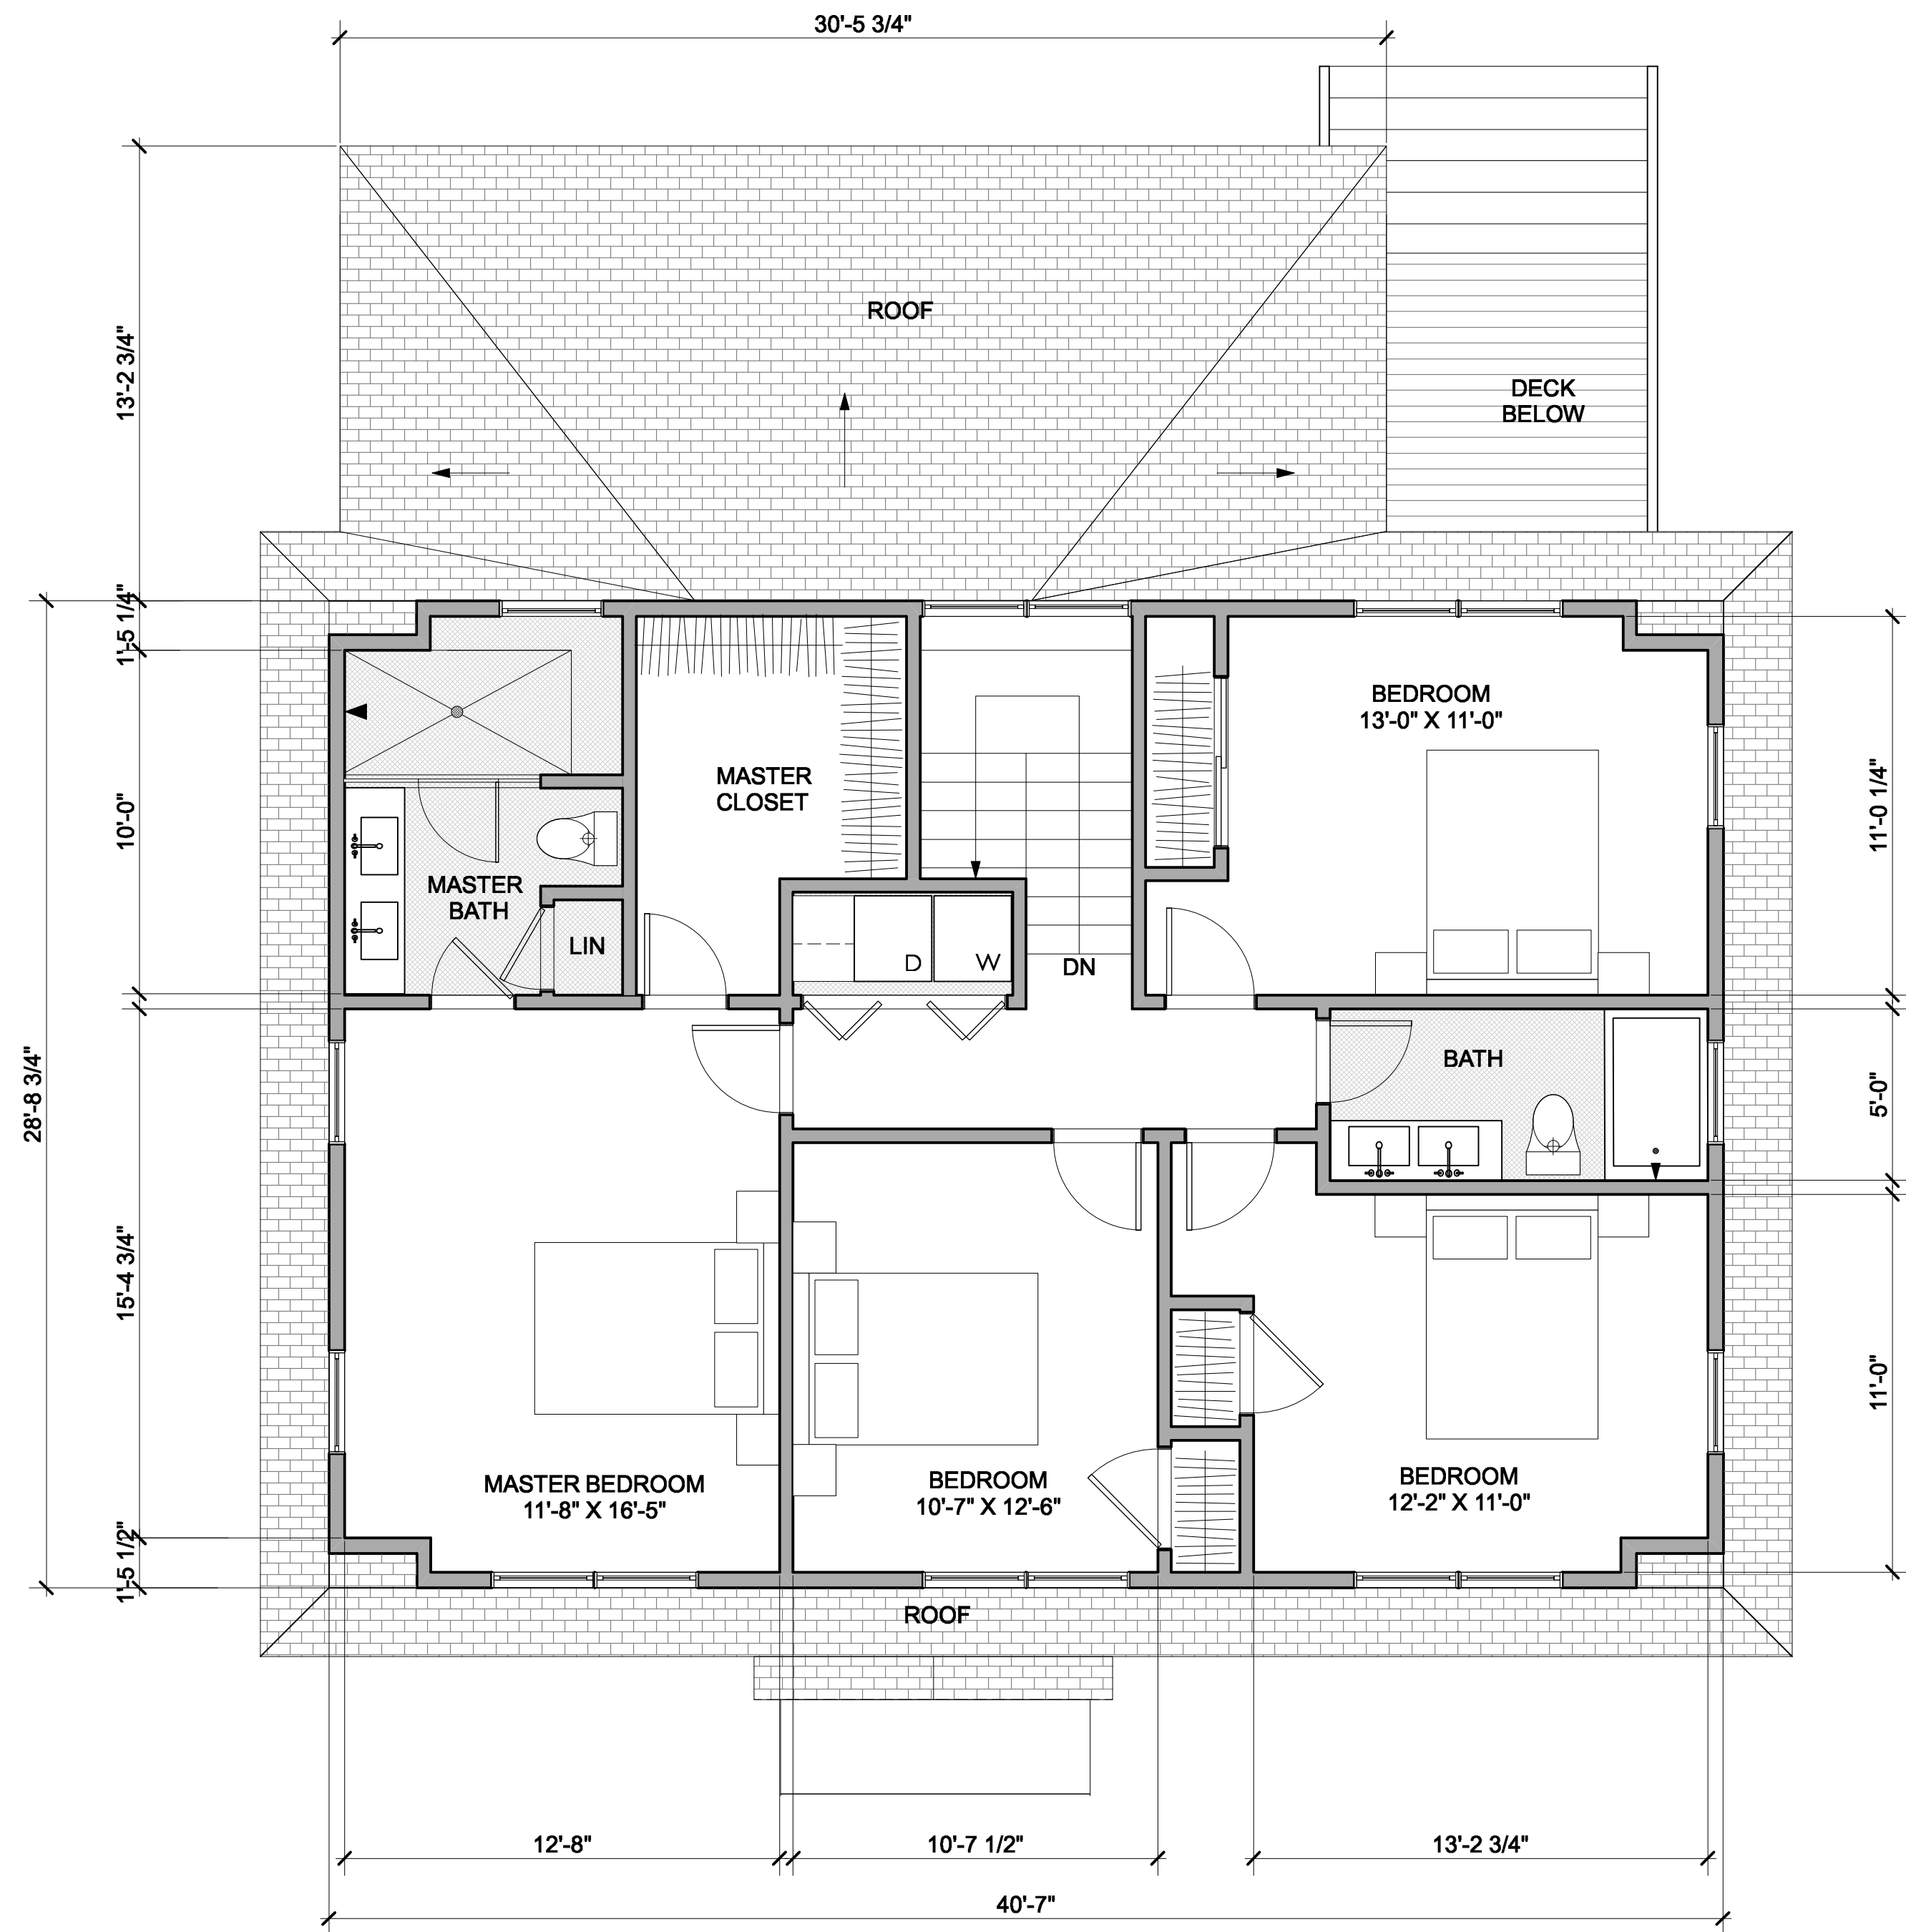 30'-5 3/4"
13'-2 3/4"
ROOF
DECK
BELOW
1'-5 1/4"
BEDROOM
13'-0" X 11'-0"
MASTER
CLOSET
10'-0"
11'-0 1/4"
MASTER
BATH
LIN
D
W
DN
28'-8 3/4"
BATH
5'-0"
15'-4 3/4"
11'-0"
MASTER BEDROOM
11'-8" X 16'-5"
BEDROOM
10'-7" X 12'-6"
BEDROOM
12'-2" X 11'-0"
1'-5 1/2"
ROOF
12'-8"
10'-7 1/2"
13'-2 3/4"
40'-7"